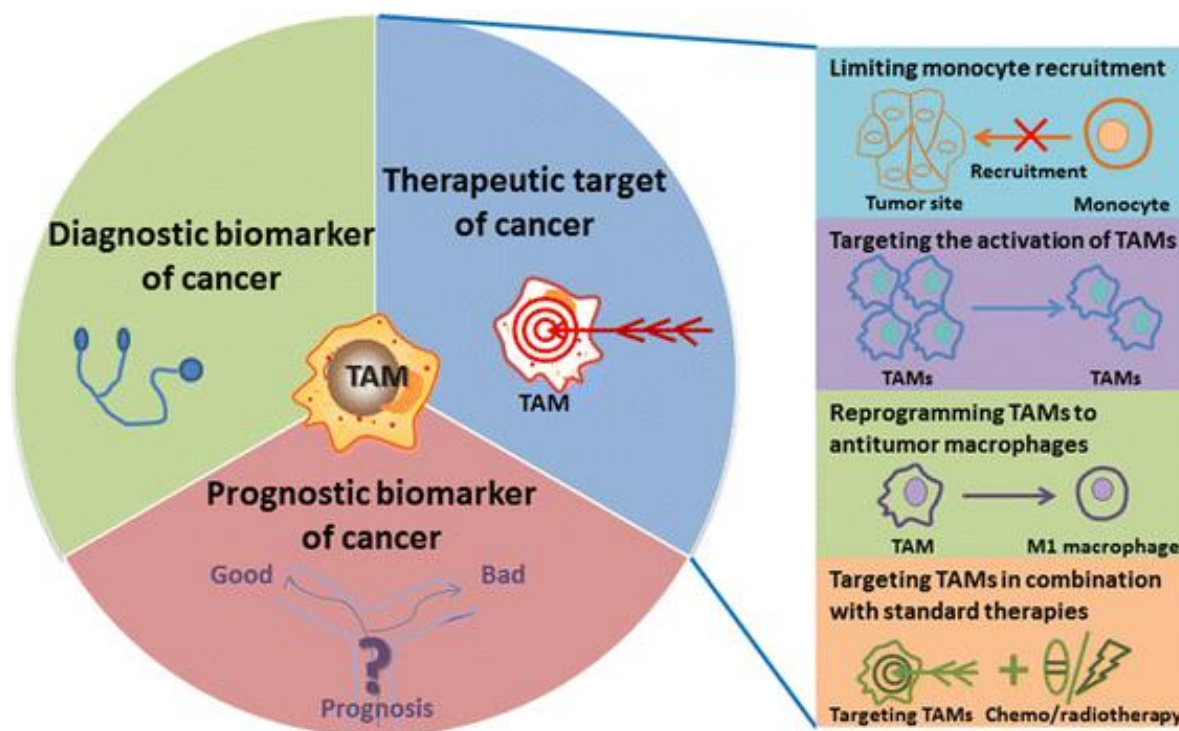 Diagnostic biomarker
of cancer
Therapeutic target
of cancer
TAM
TAM
Prognostic biomarker
of cancer
Good
Bad
?
Prognosis
Limiting monocyte recruitment
Recruitment
Tumor site
Monocyte
Targeting the activation of TAMs
TAMs
TAMs
Reprogramming TAMs to
antitumor macrophages
TAM
M1 macrophage
Targeting TAMs in combination
with standard therapies
+
Targeting TAMs
Chemo/radiotherapy